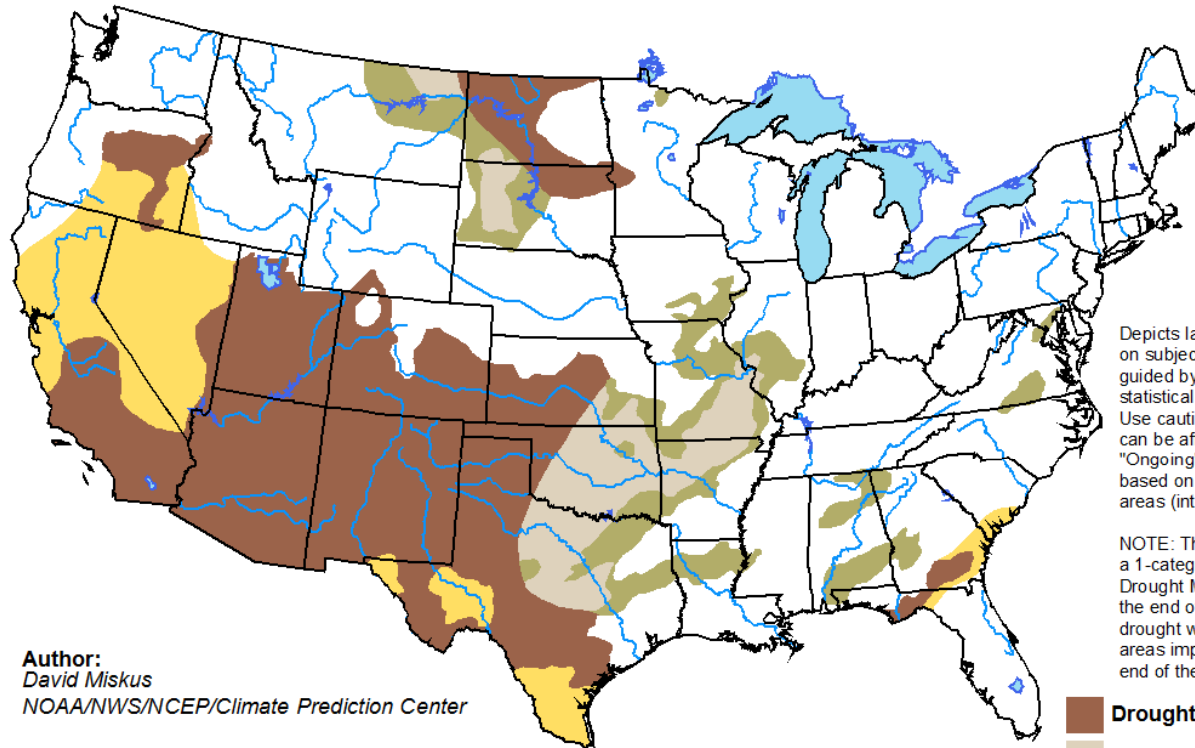 Depicts la
on subjec
guided by
statistical
Use cauti
can be af
"Ongoing"
based on
areas (int
NOTE: Th
a 1-categ
Drought M
the end o
drought w
areas imp
end of the
Author:
David Miskus
NOAA/NWS/NCEP/Climate Prediction Center
Drought